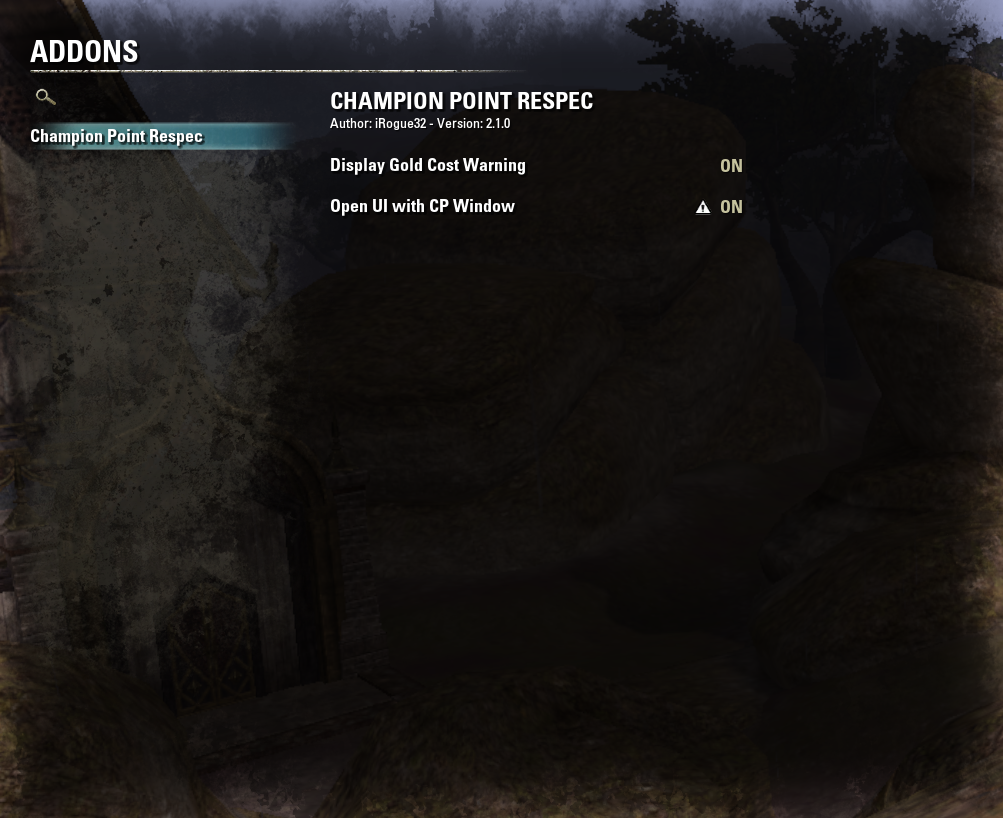 ADDONS
Champion Point Respec
CHAMPION POINT RESPEC
Author: iRogue32 - Version: 2.1.0
Display Gold Cost Warning ON
Open UI with CP Window ON